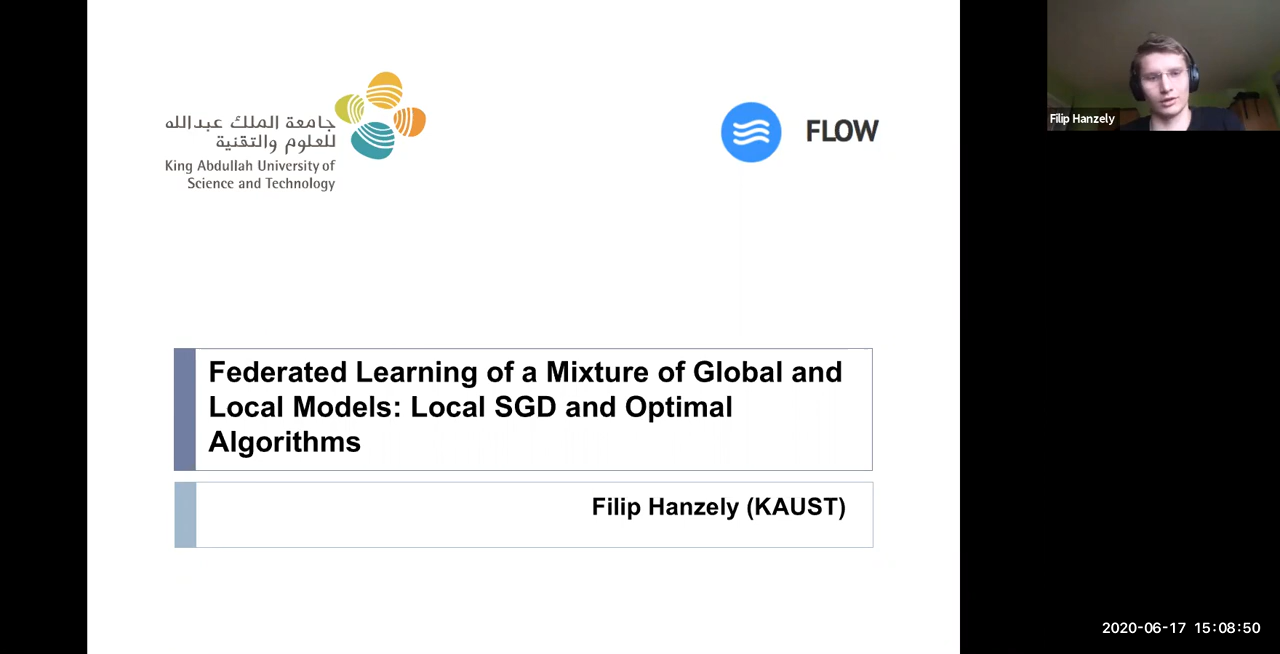 جامعة الملك عبدالله
للعلوم والتقنية
King Abdullah University of
Science and Technology
FLOW
Filip Hanzely
Federated Learning of a Mixture of Global and
Local Models: Local SGD and Optimal
Algorithms
Filip Hanzely (KAUST)
2020-06-17 15:08:50